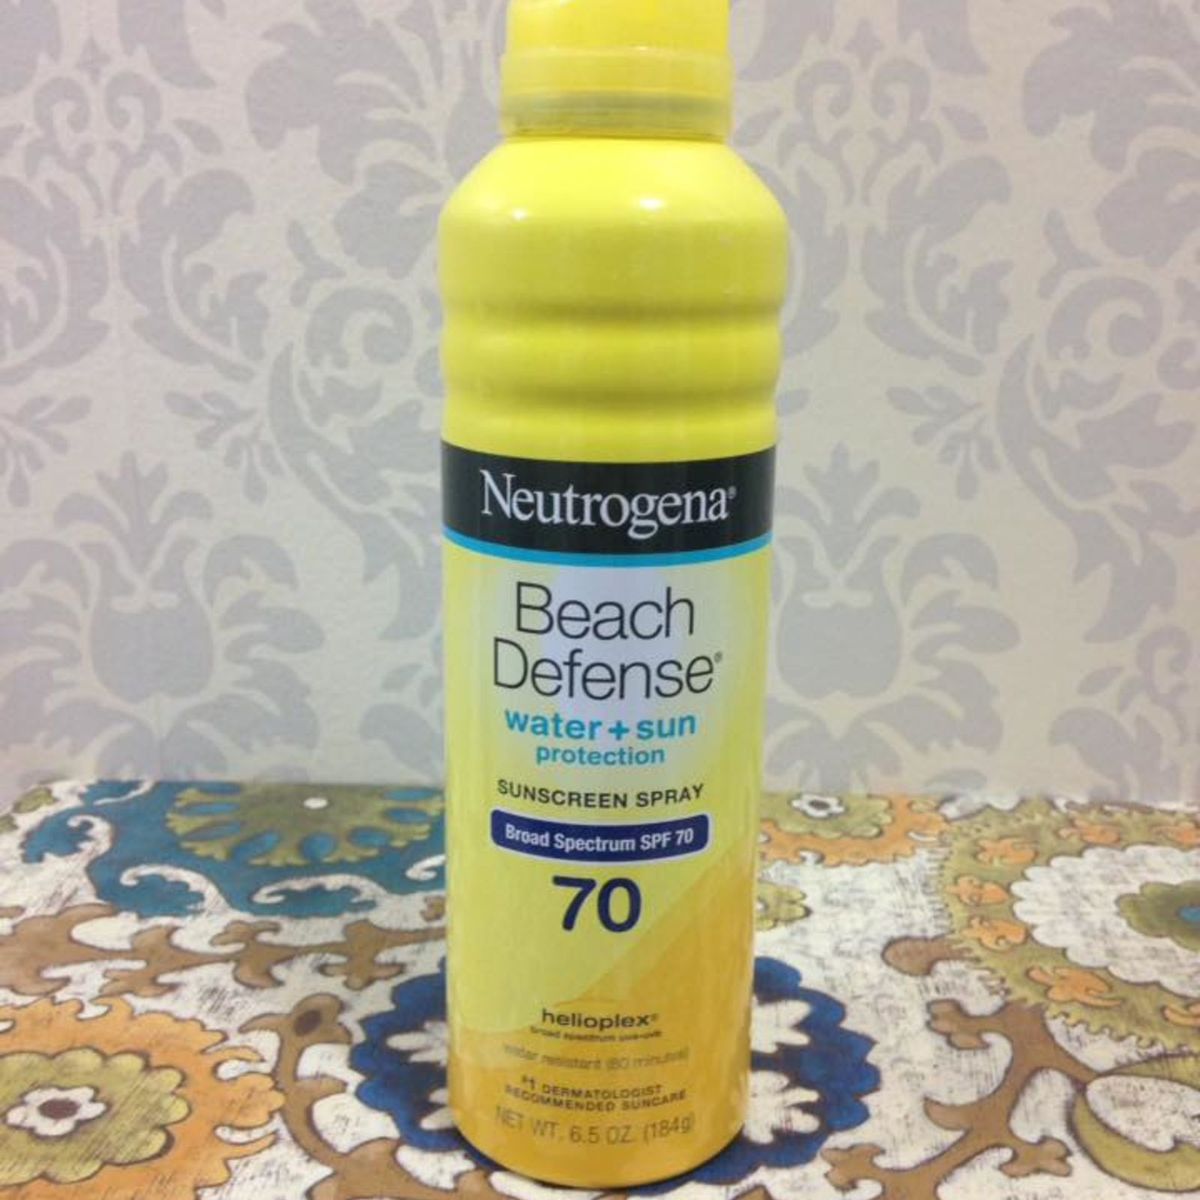 Neutrogena®
Beach
Defense®
water + sun
protection
SUNSCREEN SPRAY
Broad Spectrum SPF 70
70
helioplex®
broad spectrum uva•uvb
water resistant (80 minutes)
#1 DERMATOLOGIST
RECOMMENDED SUNCARE
NET WT. 6.5 OZ. (184g)